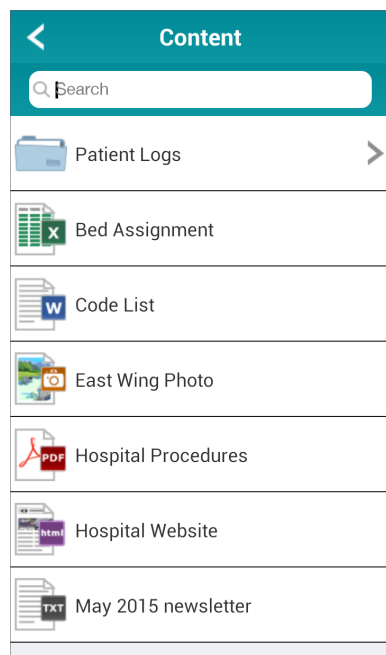 Content
Search
Patient Logs
X
Bed Assignment
W
Code List
East Wing Photo
PDF
Hospital Procedures
html
Hospital Website
TXT
May 2015 newsletter